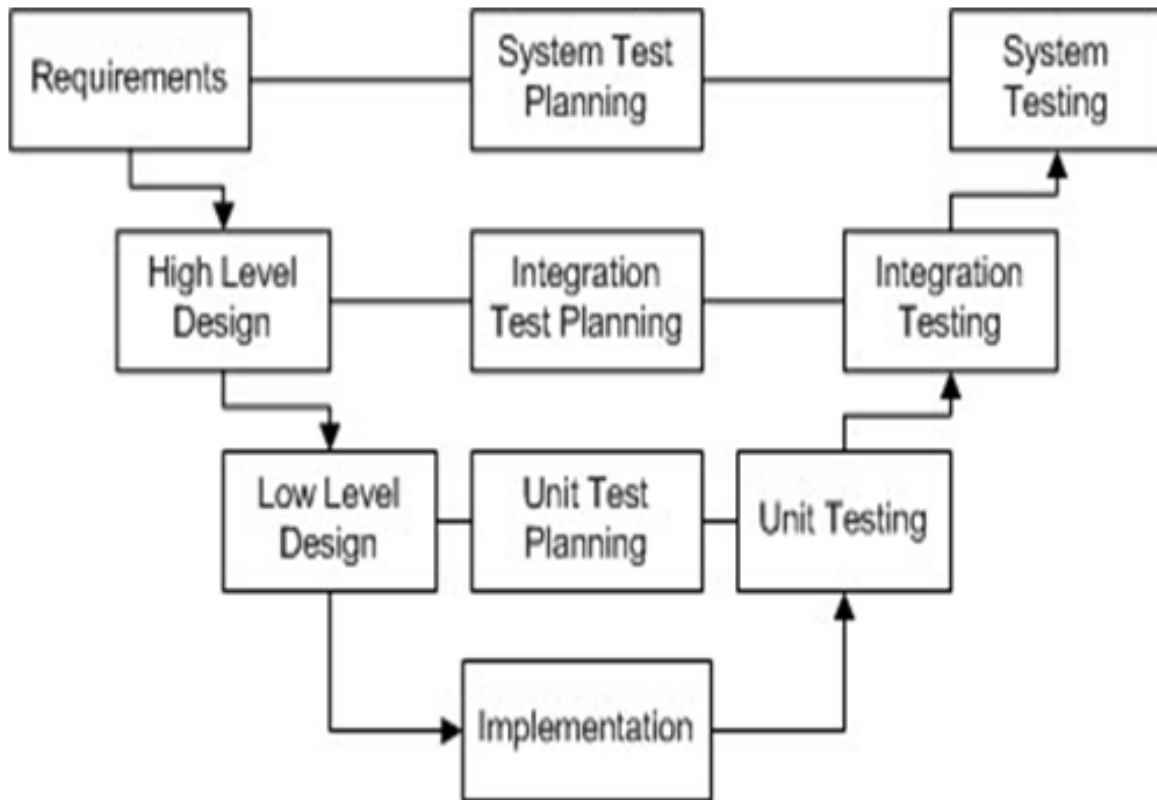 Requirements
System Test
Planning
System
Testing
High Level
Design
Integration
Test Planning
Integration
Testing
Low Level
Design
Unit Test
Planning
Unit Testing
Implementation